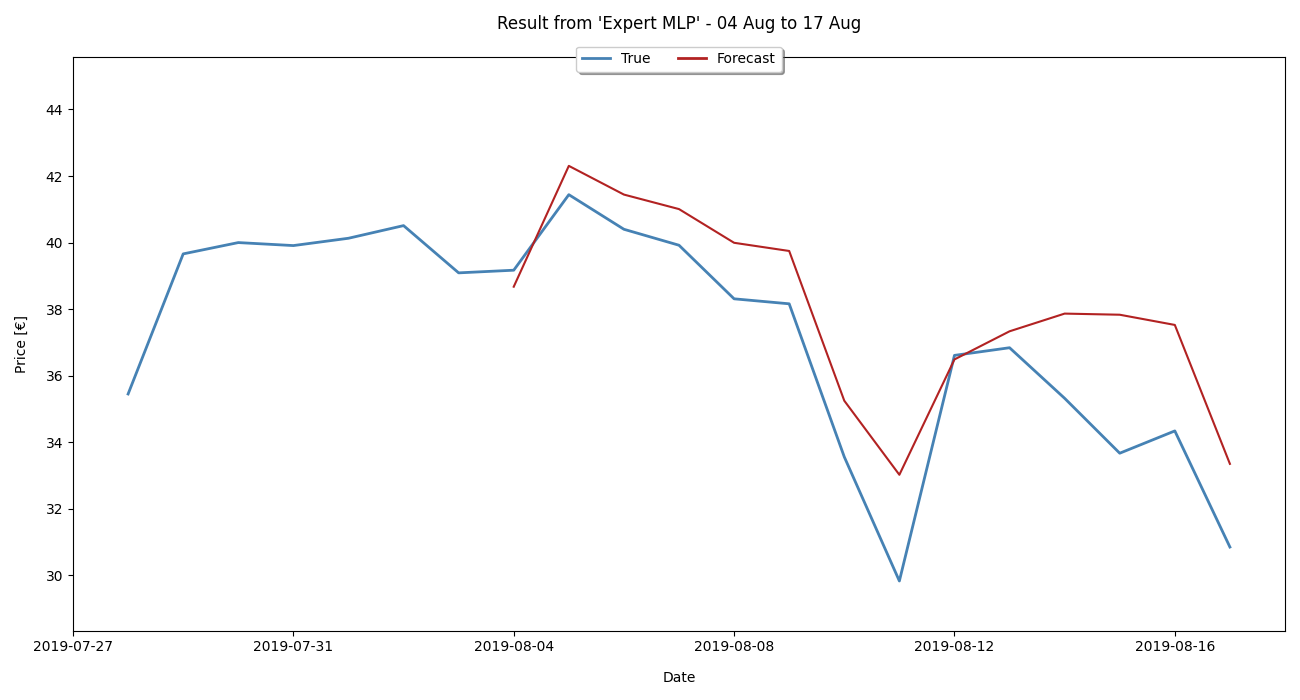 Result from 'Expert MLP' - 04 Aug to 17 Aug
True Forecast
44
42
40
38
36
34
32
30
Price [€]
2019-07-27 2019-07-31 2019-08-04 2019-08-08 2019-08-12 2019-08-16
Date